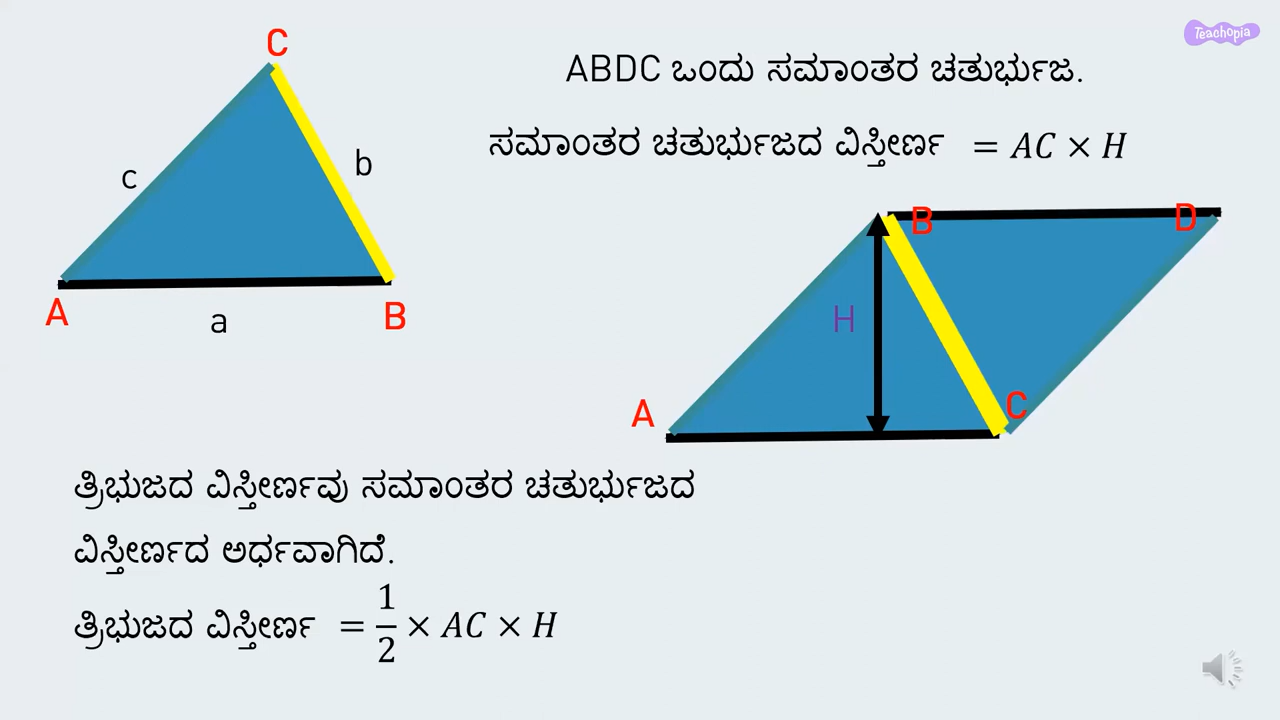 Teachopia
ABDC ಒಂದು ಸಮಾಂತರ ಚತುರ್ಭುಜ.
ಸಮಾಂತರ ಚತುರ್ಭುಜದ ವಿಸ್ತೀರ್ಣ = AC × H
C
c
b
A
a
B
B
D
H
A
C
ತ್ರಿಭುಜದ ವಿಸ್ತೀರ್ಣವು ಸಮಾಂತರ ಚತುರ್ಭುಜದ
ವಿಸ್ತೀರ್ಣದ ಅರ್ಧವಾಗಿದೆ.
ತ್ರಿಭುಜದ ವಿಸ್ತೀರ್ಣ = 1/2 × AC × H